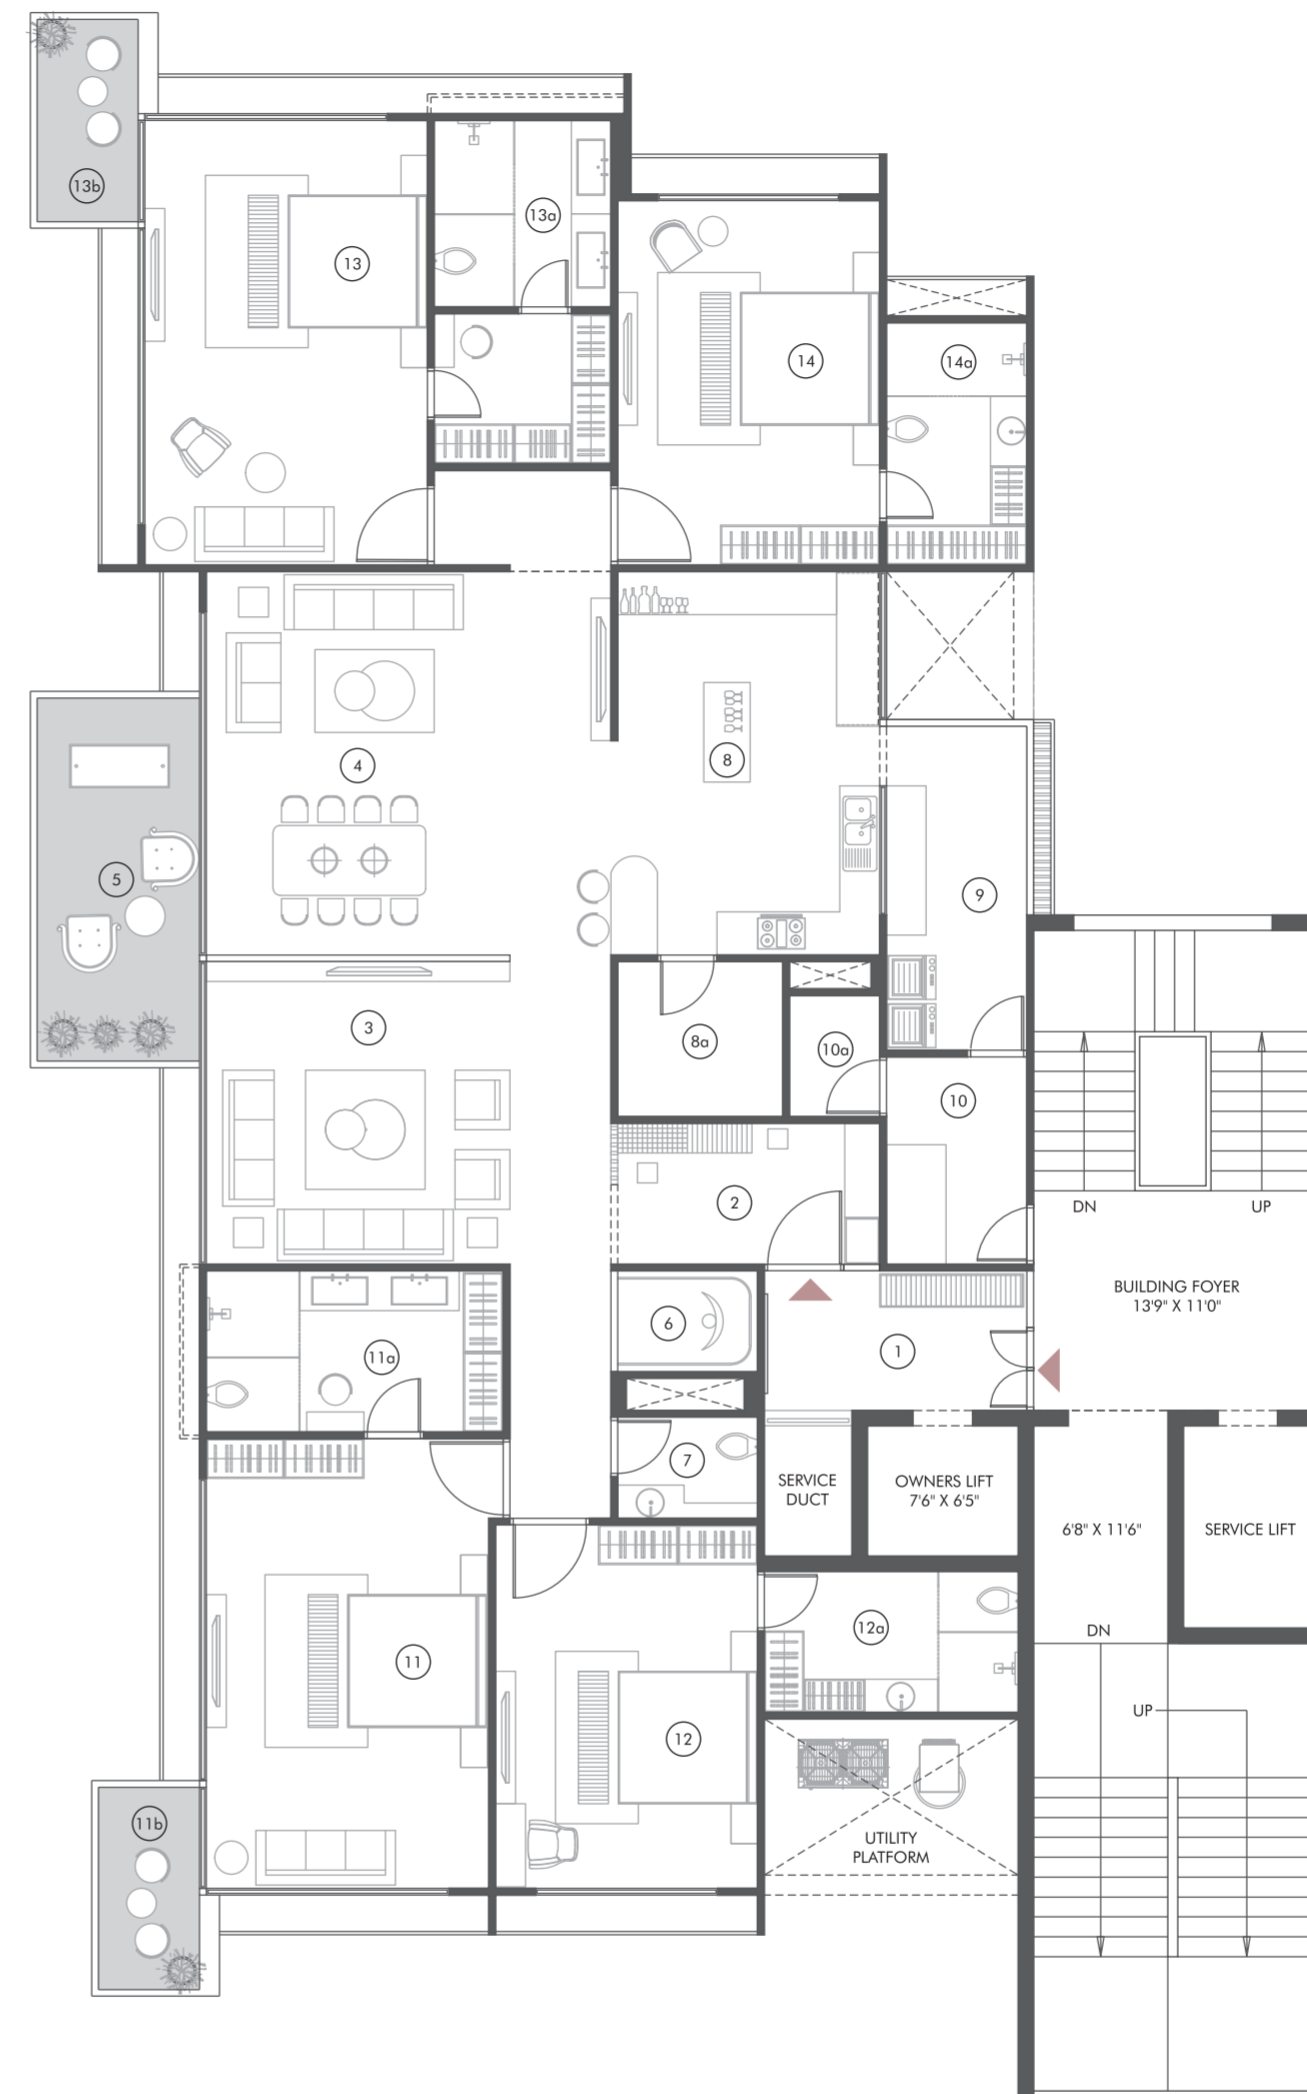 13b
13a
13
14
14a
4
8
5
9
3
8a
10a
10
2
DN
UP
BUILDING FOYER
13'9" X 11'0"
6
1
11a
7
SERVICE
DUCT
OWNERS LIFT
7'6" X 6'5"
6'8" X 11'6"
SERVICE LIFT
12a
DN
11
UP
12
11b
UTILITY
PLATFORM